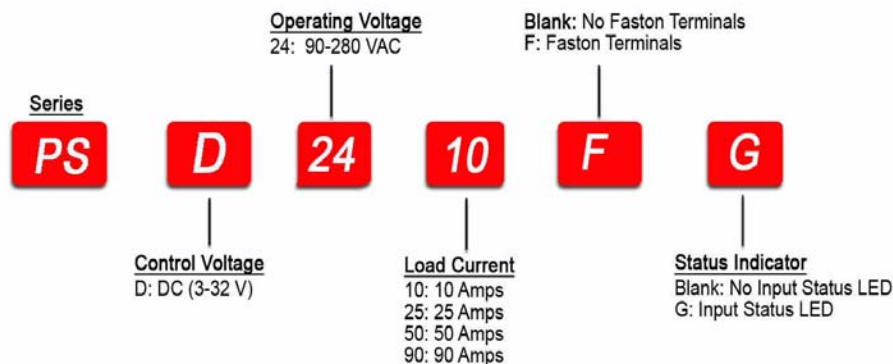 Operating Voltage
24: 90-280 VAC
Blank: No Faston Terminals
F: Faston Terminals
Series
PS D 24 10 F G
Control Voltage
D: DC (3-32 V)
Load Current
10: 10 Amps
25: 25 Amps
50: 50 Amps
90: 90 Amps
Status Indicator
Blank: No Input Status LED
G: Input Status LED